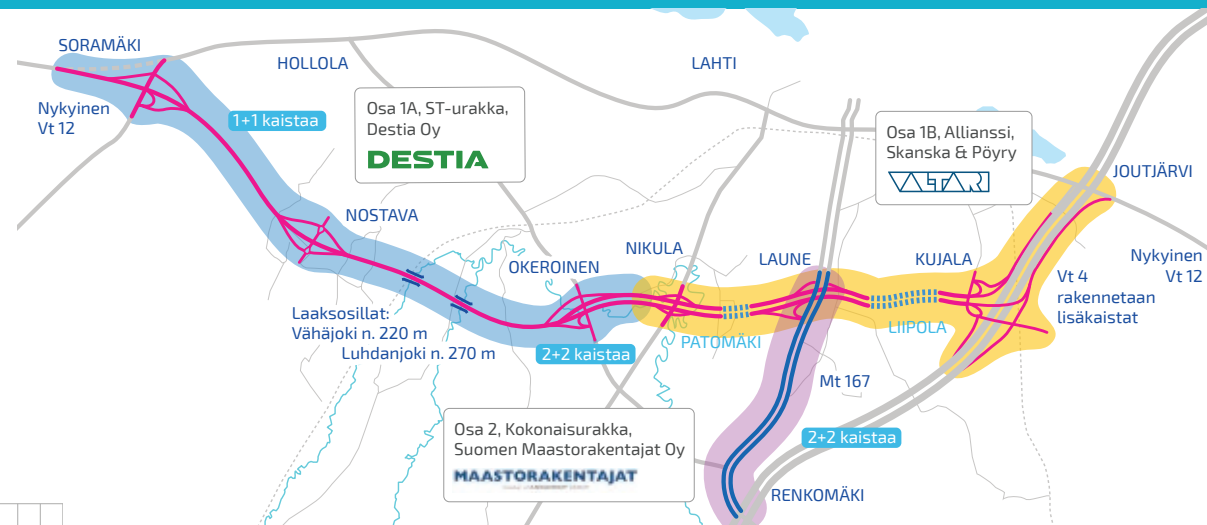 SORAMÄKI
HOLLOLA
LAHTI
Nykyinen
Vt 12
1+1 kaistaa
Osa 1A, ST-urakka,
Destia Oy
DESTIA
Osa 1B, Allianssi,
Skanska & Pöyry
VALTARI
JOUTJÄRVI
NOSTAVA
NIKULA
LAUNE
KUJALA
Nykyinen
Vt 12
OKEROINEN
Vt 4
rakennetaan
lisäkaistat
Laaksosillat:
Vähäjoki n. 220 m
Luhdanjoki n. 270 m
PATOMÄKI
LIIPOLA
2+2 kaistaa
Mt 167
Osa 2, Kokonaisurakka,
Suomen Maastorakentajat Oy
MAASTORAKENTAJAT
2+2 kaistaa
RENKOMÄKI